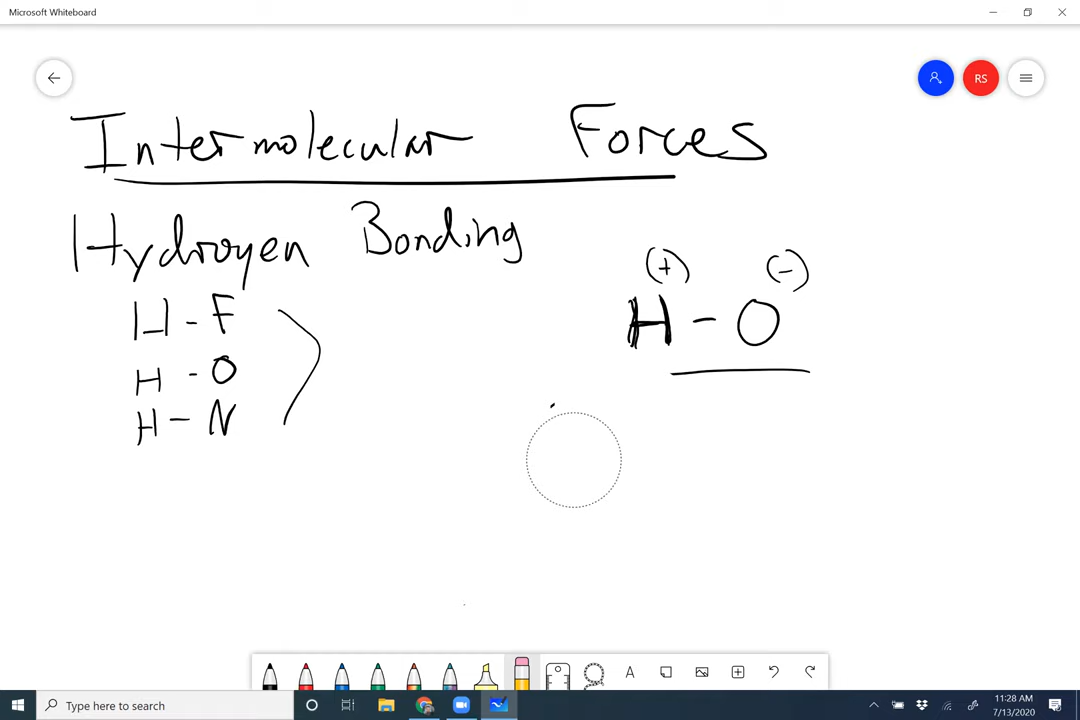 Microsoft Whiteboard
RS
Intermolecular Forces
Hydrogen Bonding
(+) (-)
H - O
H - F
H - O
H - N
A
Type here to search
11:28 AM
7/13/2020